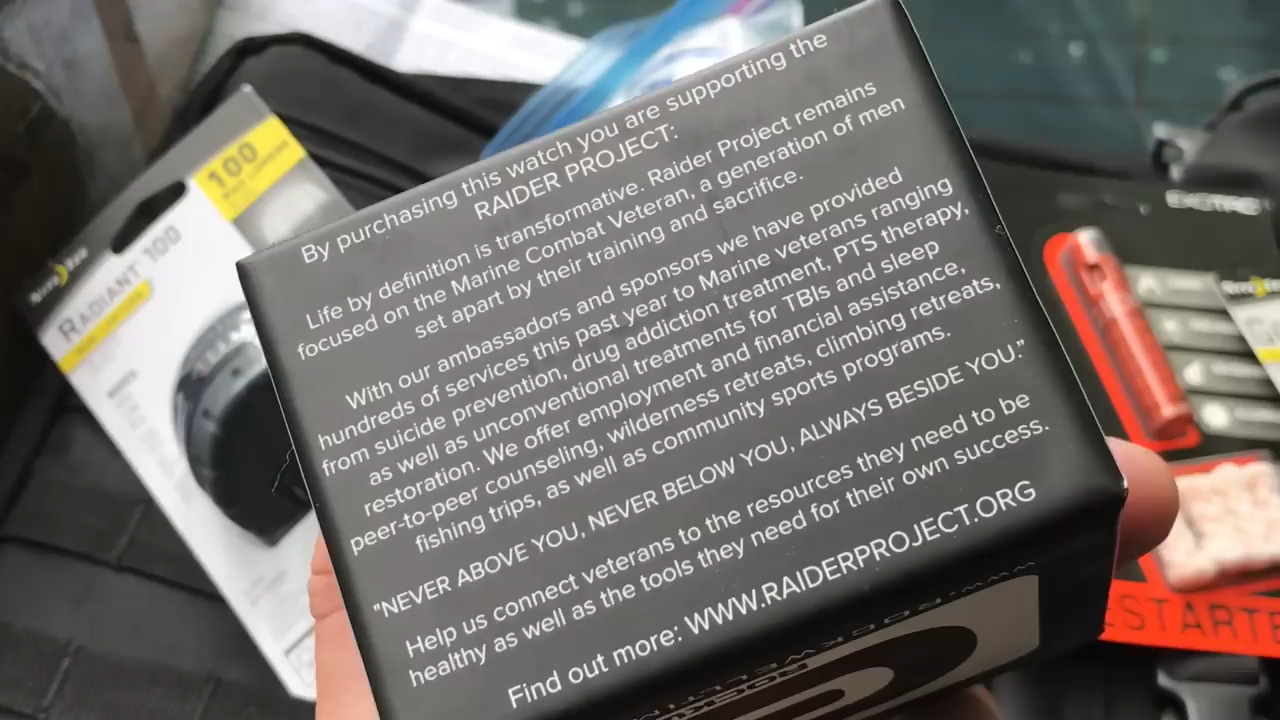 By purchasing this watch you are supporting the
RAIDER PROJECT:
Life by definition is transformative. Raider Project remains
focused on the Marine Combat Veteran, a generation of men
set apart by their training and sacrifice.
With our ambassadors and sponsors we have provided
hundreds of services this past year to Marine veterans ranging
from suicide prevention, drug addiction treatment, PTS therapy,
as well as unconventional treatments for TBIs and sleep
restoration. We offer employment and financial assistance,
peer-to-peer counseling, wilderness retreats, climbing retreats,
fishing trips, as well as community sports programs.
"NEVER ABOVE YOU, NEVER BELOW YOU, ALWAYS BESIDE YOU."
Help us connect veterans to the resources they need to be
healthy as well as the tools they need for their own success.
Find out more: WWW.RAIDERPROJECT.ORG
100
RADIANT 100